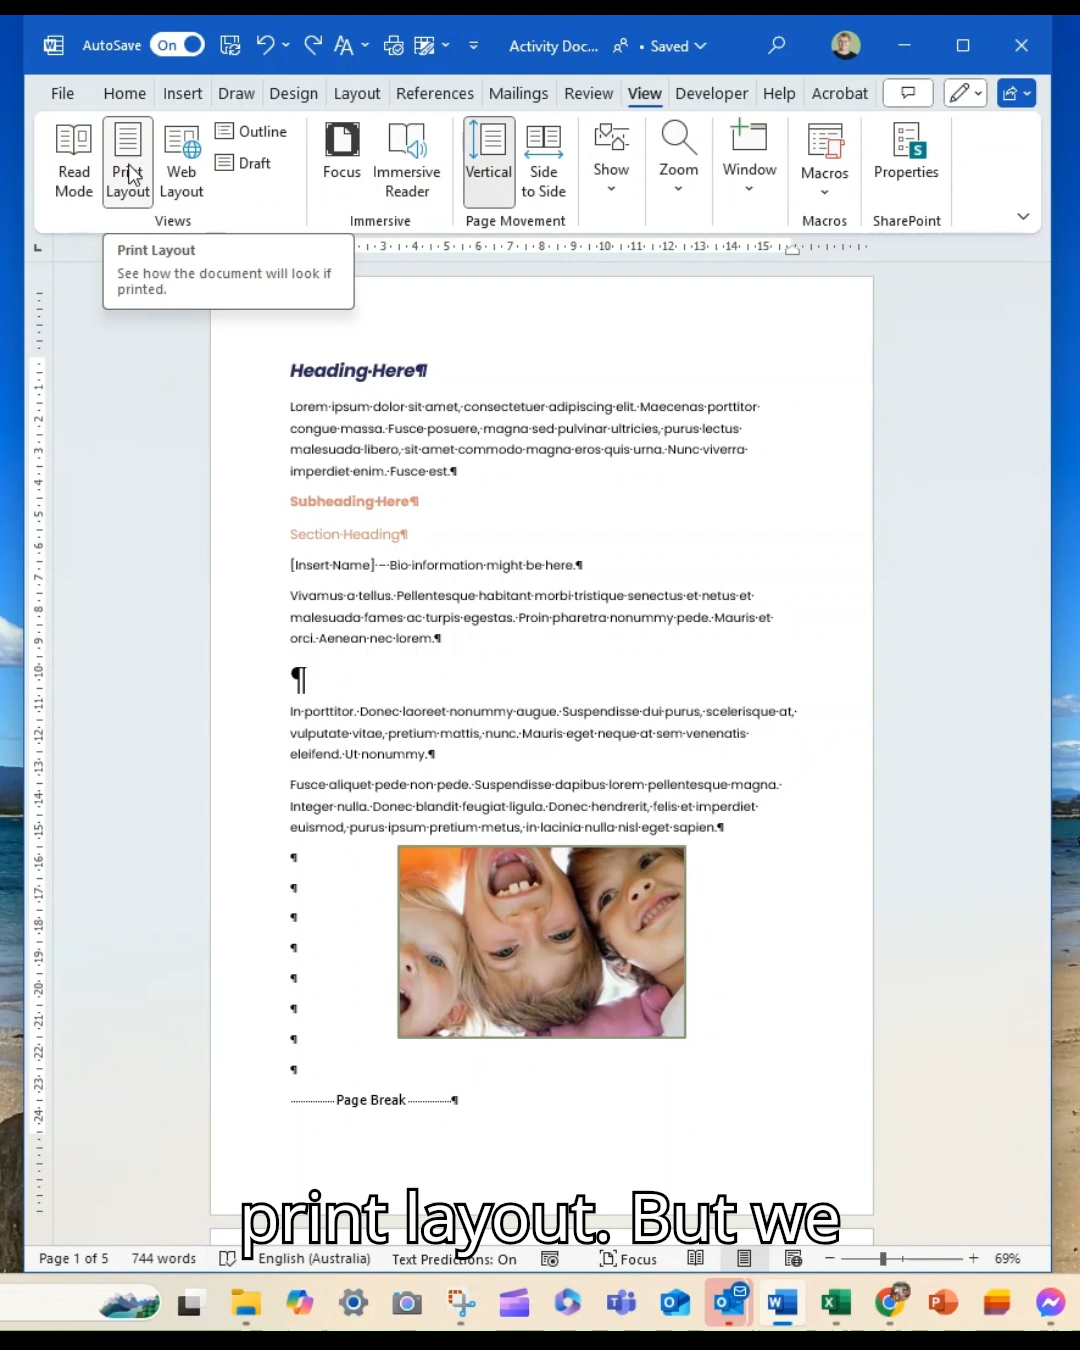 AutoSave On Activity Doc... • Saved
File Home Insert Draw Design Layout References Mailings Review View Developer Help Acrobat
Read Mode
Print Layout
Web Layout
Outline
Draft
Views
Focus
Immersive Reader
Immersive
Vertical
Side to Side
Page Movement
Show
Zoom
Window
Macros
Macros
Properties
SharePoint
Print Layout
See how the document will look if
printed.
Heading·Here¶
Lorem·ipsum·dolor·sit·amet,·consectetuer·adipiscing·elit.·Maecenas·porttitor·
congue·massa.·Fusce·posuere,·magna·sed·pulvinar·ultricies,·purus·lectus·
malesuada·libero,·sit·amet·commodo·magna·eros·quis·urna.·Nunc·viverra·
imperdiet·enim.·Fusce·est.¶
Subheading·Here¶
Section·Heading¶
[Insert·Name]·–·Bio·information·might·be·here.¶
Vivamus·a·tellus.·Pellentesque·habitant·morbi·tristique·senectus·et·netus·et·
malesuada·fames·ac·turpis·egestas.·Proin·pharetra·nonummy·pede.·Mauris·et·
orci.·Aenean·nec·lorem.¶
¶
In·porttitor.·Donec·laoreet·nonummy·augue.·Suspendisse·dui·purus,·scelerisque·at,·
vulputate·vitae,·pretium·mattis,·nunc.·Mauris·eget·neque·at·sem·venenatis·
eleifend.·Ut·nonummy.¶
Fusce·aliquet·pede·non·pede.·Suspendisse·dapibus·lorem·pellentesque·magna.·
Integer·nulla.·Donec·blandit·feugiat·ligula.·Donec·hendrerit,·felis·et·imperdiet·
euismod,·purus·ipsum·pretium·metus,·in·lacinia·nulla·nisl·eget·sapien.¶
¶
¶
¶
¶
¶
¶
¶
¶
Page Break ¶
print layout. But we
Page 1 of 5 744 words English (Australia) Text Predictions: On Focus 69%